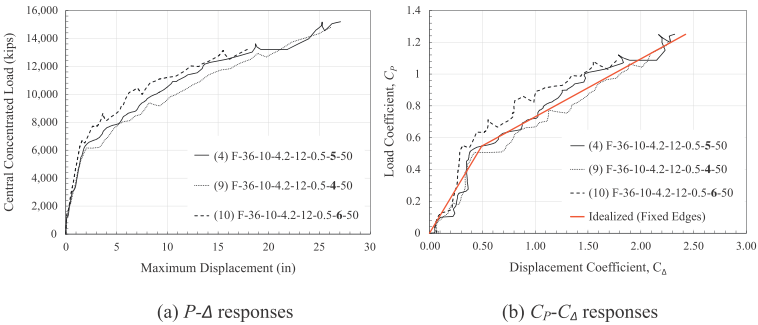 16,000
14,000
12,000
10,000
8,000
6,000
4,000
2,000
0
Central Concentrated Load (kips)
(4) F-36-10-4.2-12-0.5-5-50
(9) F-36-10-4.2-12-0.5-4-50
(10) F-36-10-4.2-12-0.5-6-50
0 5 10 15 20 25 30
Maximum Displacement (in)
(a) P-Δ responses
1.4
1.2
1
0.8
0.6
0.4
0.2
0
Load Coefficient, CP
(4) F-36-10-4.2-12-0.5-5-50
(9) F-36-10-4.2-12-0.5-4-50
(10) F-36-10-4.2-12-0.5-6-50
Idealized (Fixed Edges)
0.00 0.50 1.00 1.50 2.00 2.50 3.00
Displacement Coefficient, CΔ
(b) CP-CΔ responses